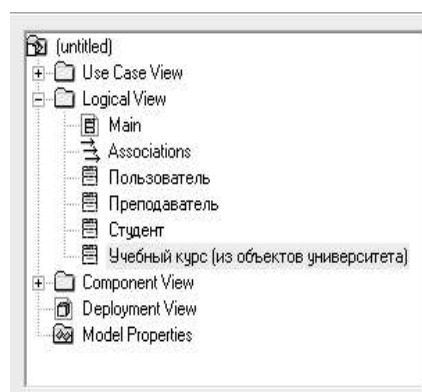 (untitled)
Use Case View
Logical View
Main
Associations
Пользователь
Преподаватель
Студент
Учебный курс (из объектов университета)
Component View
Deployment View
Model Properties